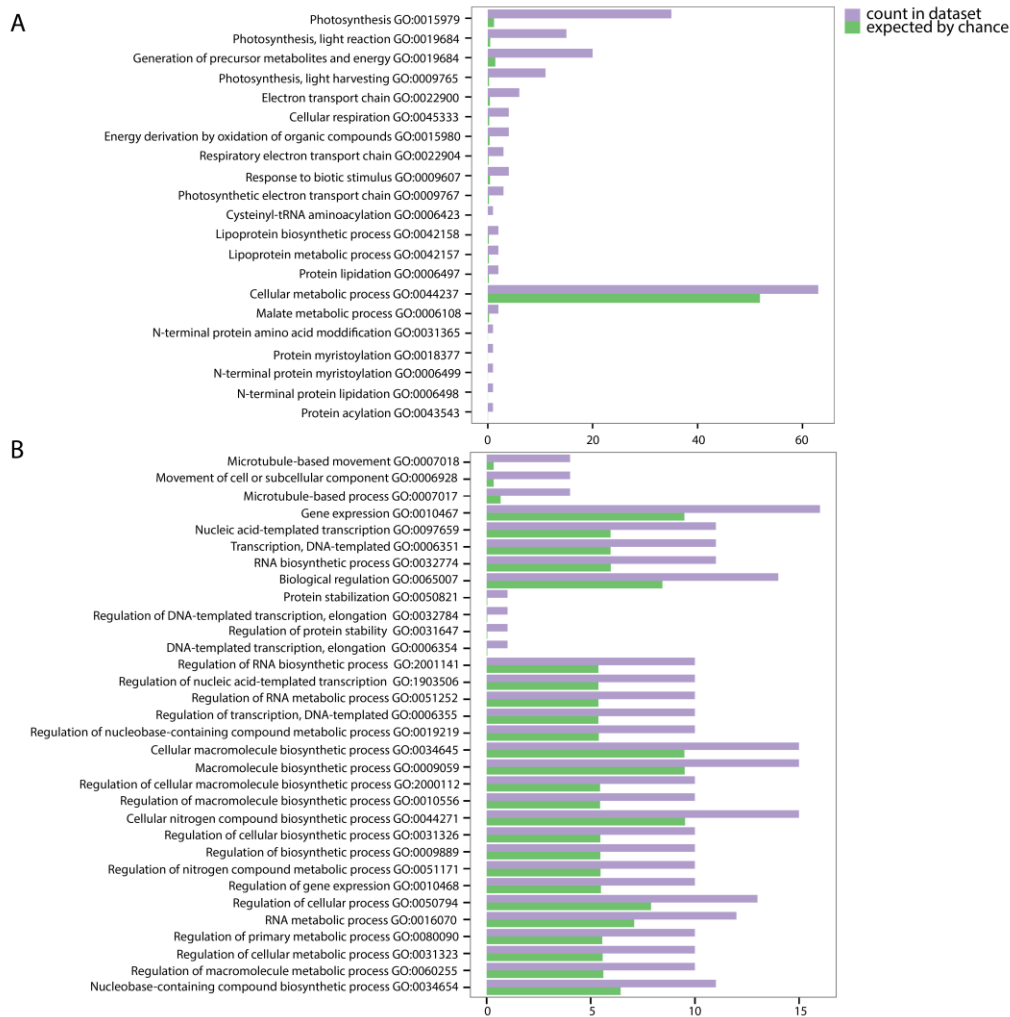 A
count in dataset
expected by chance
Photosynthesis GO:0015979
Photosynthesis, light reaction GO:0019684
Generation of precursor metabolites and energy GO:0019684
Photosynthesis, light harvesting GO:0009765
Electron transport chain GO:0022900
Cellular respiration GO:0045333
Energy derivation by oxidation of organic compounds GO:0015980
Respiratory electron transport chain GO:0022904
Response to biotic stimulus GO:0009607
Photosynthetic electron transport chain GO:0009767
Cysteinyl-tRNA aminoacylation GO:0006423
Lipoprotein biosynthetic process GO:0042158
Lipoprotein metabolic process GO:0042157
Protein lipidation GO:0006497
Cellular metabolic process GO:0044237
Malate metabolic process GO:0006108
N-terminal protein amino acid moddification GO:0031365
Protein myristoylation GO:0018377
N-terminal protein myristoylation GO:0006499
N-terminal protein lipidation GO:0006498
Protein acylation GO:0043543
0 20 40 60
B
Microtubule-based movement GO:0007018
Movement of cell or subcellular component GO:0006928
Microtubule-based process GO:0007017
Gene expression GO:0010467
Nucleic acid-templated transcription GO:0097659
Transcription, DNA-templated GO:0006351
RNA biosynthetic process GO:0032774
Biological regulation GO:0065007
Protein stabilization GO:0050821
Regulation of DNA-templated transcription, elongation GO:0032784
Regulation of protein stability GO:0031647
DNA-templated transcription, elongation GO:0006354
Regulation of RNA biosynthetic process GO:2001141
Regulation of nucleic acid-templated transcription GO:1903506
Regulation of RNA metabolic process GO:0051252
Regulation of transcription, DNA-templated GO:0006355
Regulation of nucleobase-containing compound metabolic process GO:0019219
Cellular macromolecule biosynthetic process GO:0034645
Macromolecule biosynthetic process GO:0009059
Regulation of cellular macromolecule biosynthetic process GO:2000112
Regulation of macromolecule biosynthetic process GO:0010556
Cellular nitrogen compound biosynthetic process GO:0044271
Regulation of cellular biosynthetic process GO:0031326
Regulation of biosynthetic process GO:0009889
Regulation of nitrogen compound metabolic process GO:0051171
Regulation of gene expression GO:0010468
Regulation of cellular process GO:0050794
RNA metabolic process GO:0016070
Regulation of primary metabolic process GO:0080090
Regulation of cellular metabolic process GO:0031323
Regulation of macromolecule metabolic process GO:0060255
Nucleobase-containing compound biosynthetic process GO:0034654
0 5 10 15